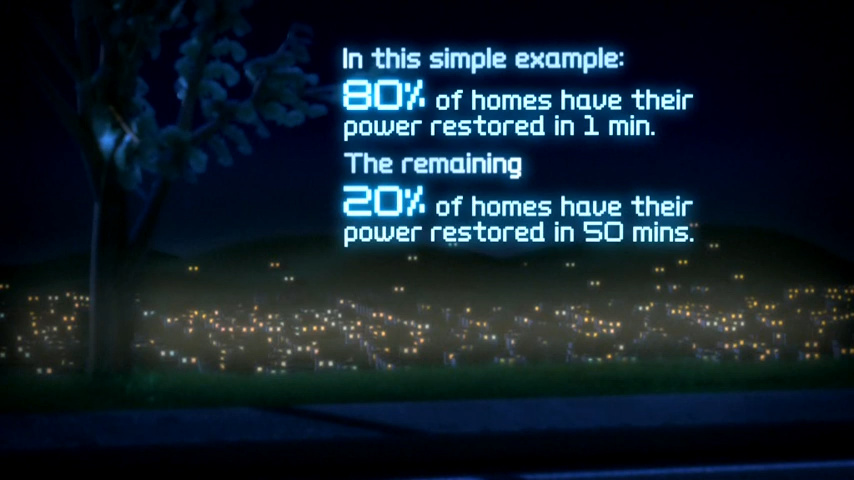 In this simple example:
80% of homes have their
power restored in 1 min.
The remaining
20% of homes have their
power restored in 50 mins.